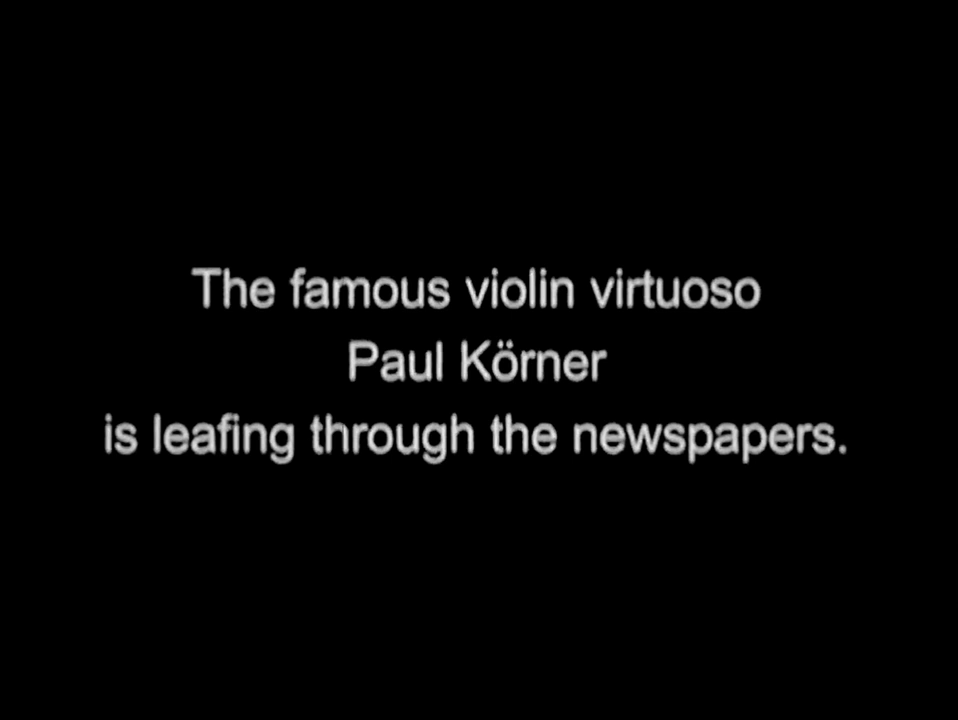 The famous violin virtuoso
Paul Körner
is leafing through the newspapers.